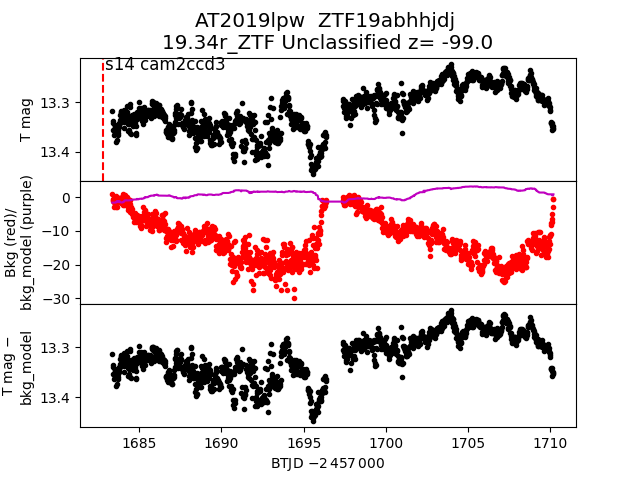 AT2019lpw  ZTF19abhhjdj
19.34r_ZTF Unclassified z= -99.0
s14 cam2ccd3
T mag
13.3
13.4
Bkg (red)/
bkg_model (purple)
0
−10
−20
−30
T mag −
bkg_model
13.3
13.4
1685 1690 1695 1700 1705 1710
BTJD −2 457 000